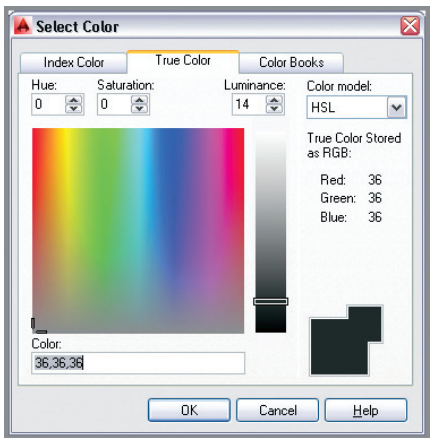 Select Color
Index Color True Color Color Books
Hue: Saturation: Luminance: Color model:
0 0 14 HSL
True Color Stored
as RGB:
Red: 36
Green: 36
Blue: 36
Color:
36,36,36
OK Cancel Help